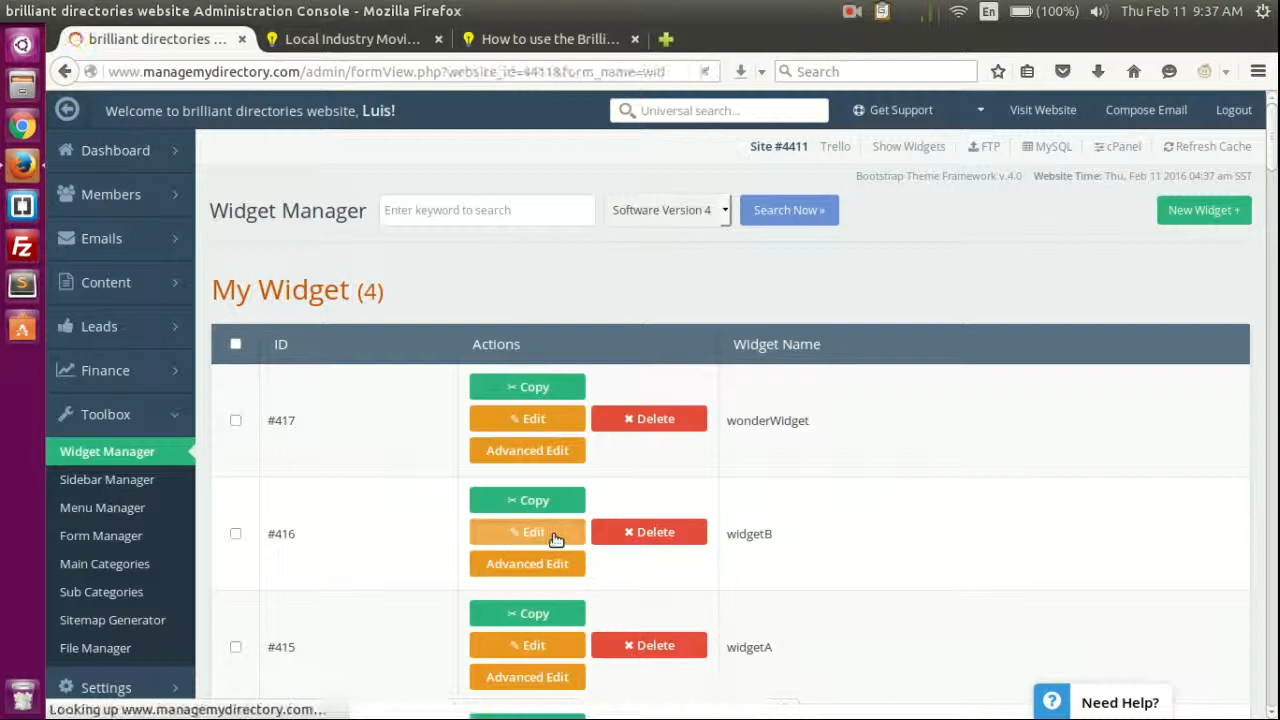 brilliant directories website Administration Console - Mozilla Firefox
En (100%) Thu Feb 11 9:37 AM
brilliant directories ... × Local Industry Movi... × How to use the Brilli... ×
www.managemydirectory.com/admin/formView.php?website_id=4411&form_name=wid
Search
Welcome to brilliant directories website, Luis!
Universal search...
Get Support
Visit Website
Compose Email
Logout
Site #4411 Trello Show Widgets FTP MySQL cPanel Refresh Cache
Bootstrap Theme Framework v.4.0 Website Time: Thu, Feb 11 2016 04:37 am SST
Widget Manager
Enter keyword to search
Software Version 4
Search Now »
New Widget +
My Widget (4)
ID Actions Widget Name
#417
Copy
Edit
Delete
Advanced Edit
wonderWidget
#416
Copy
Edit
Delete
Advanced Edit
widgetB
#415
Copy
Edit
Delete
Advanced Edit
widgetA
Dashboard
Members
Emails
Content
Leads
Finance
Toolbox
Widget Manager
Sidebar Manager
Menu Manager
Form Manager
Main Categories
Sub Categories
Sitemap Generator
File Manager
Settings
Looking up www.managemydirectory.com...
? Need Help?